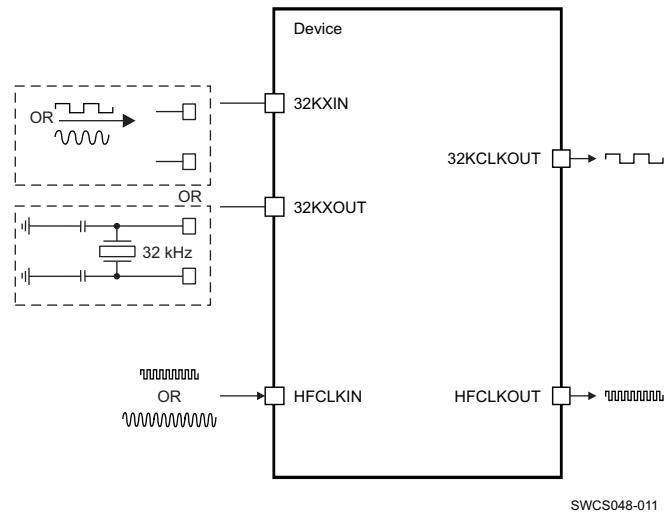 Device
32KXIN
OR
32KCLKOUT
OR
32KXOUT
32 kHz
HFCLKIN
OR
HFCLKOUT
SWCS048-011